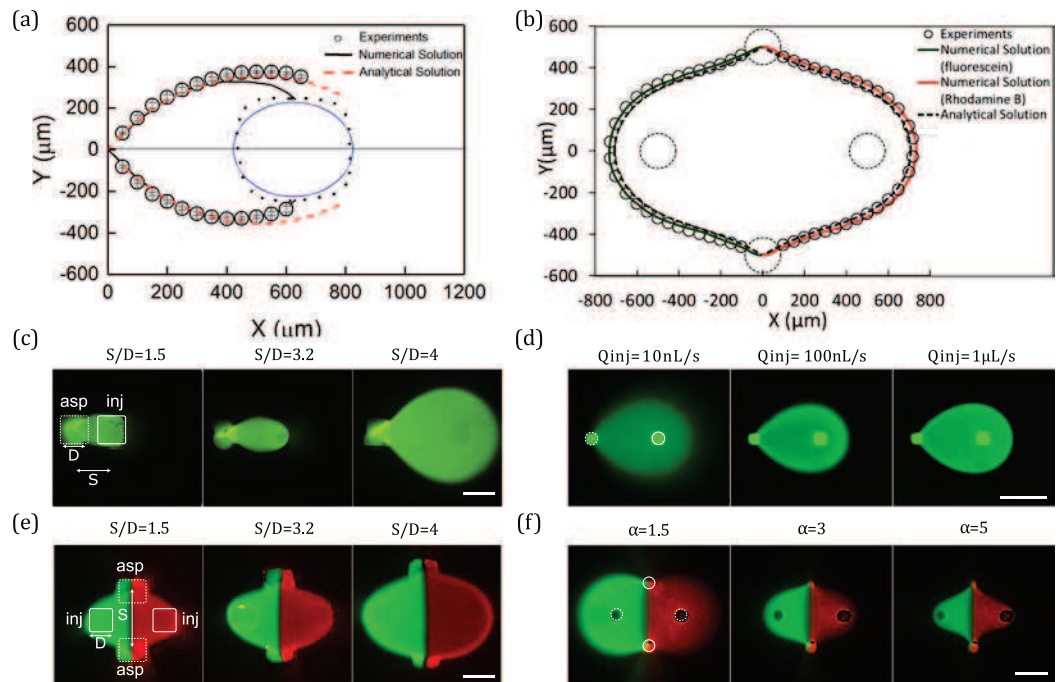 (a)
Experiments
Numerical Solution
Analytical Solution
600
400
200
0
-200
-400
-600
Y (µm)
0 200 400 600 800 1000 1200
X (µm)
(b)
Experiments
Numerical Solution
(fluorescein)
Numerical Solution
(Rhodamine B)
Analytical Solution
600
400
200
0
-200
-400
-600
Y(µm)
-800 -600 -400 -200 0 200 400 600 800
X (µm)
(c)
S/D=1.5 S/D=3.2 S/D=4
asp inj
D
S
(d)
Qinj=10nL/s Qinj= 100nL/s Qinj= 1µL/s
(e)
S/D=1.5 S/D=3.2 S/D=4
asp
inj S inj
D
asp
(f)
α=1.5 α=3 α=5